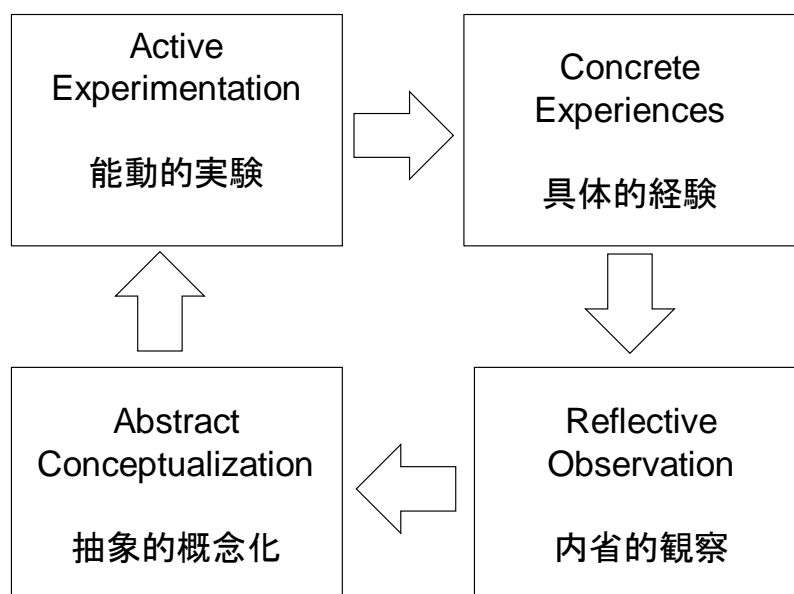 Active
Experimentation
能動的実験
Concrete
Experiences
具体的経験
Abstract
Conceptualization
抽象的概念化
Reflective
Observation
内省的観察